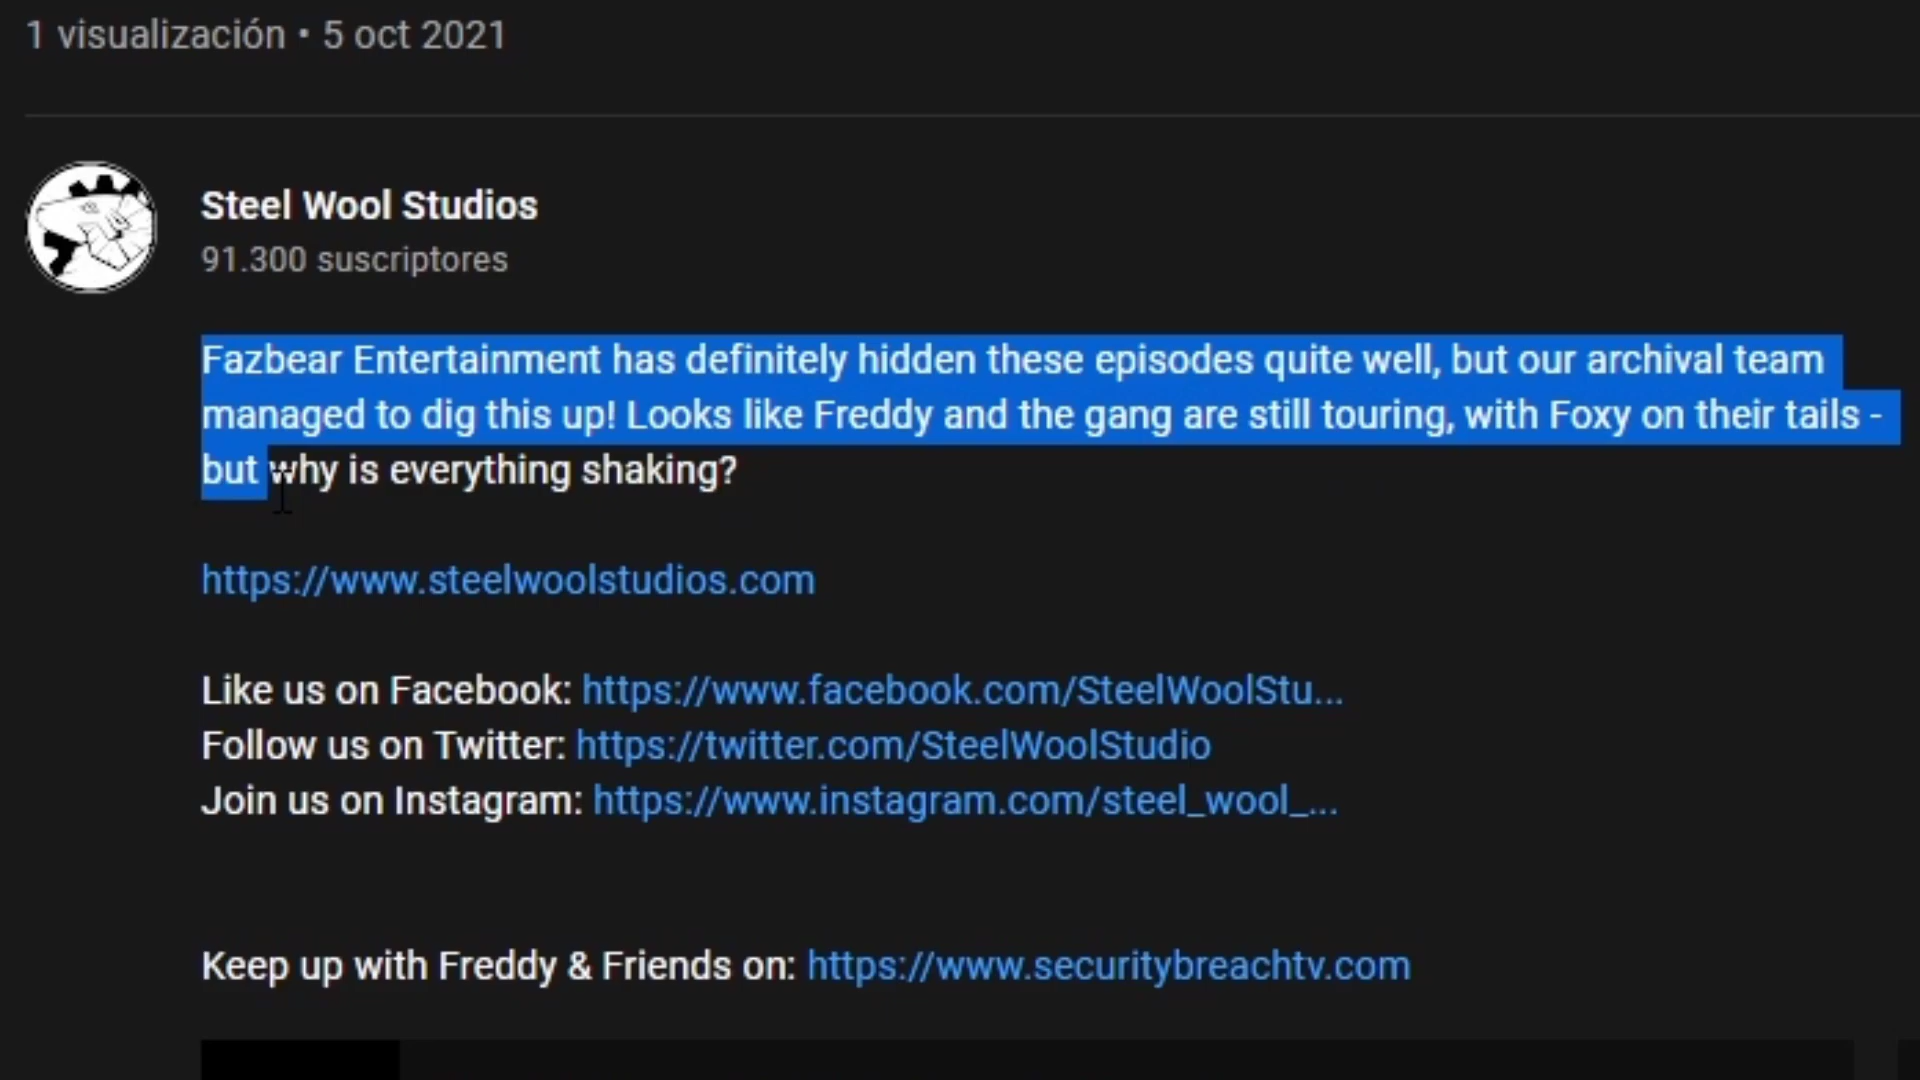 1 visualización • 5 oct 2021
Steel Wool Studios
91.300 suscriptores
Fazbear Entertainment has definitely hidden these episodes quite well, but our archival team
managed to dig this up! Looks like Freddy and the gang are still touring, with Foxy on their tails -
but why is everything shaking?
https://www.steelwoolstudios.com
Like us on Facebook: https://www.facebook.com/SteelWoolStu...
Follow us on Twitter: https://twitter.com/SteelWoolStudio
Join us on Instagram: https://www.instagram.com/steel_wool_...
Keep up with Freddy & Friends on: https://www.securitybreachtv.com